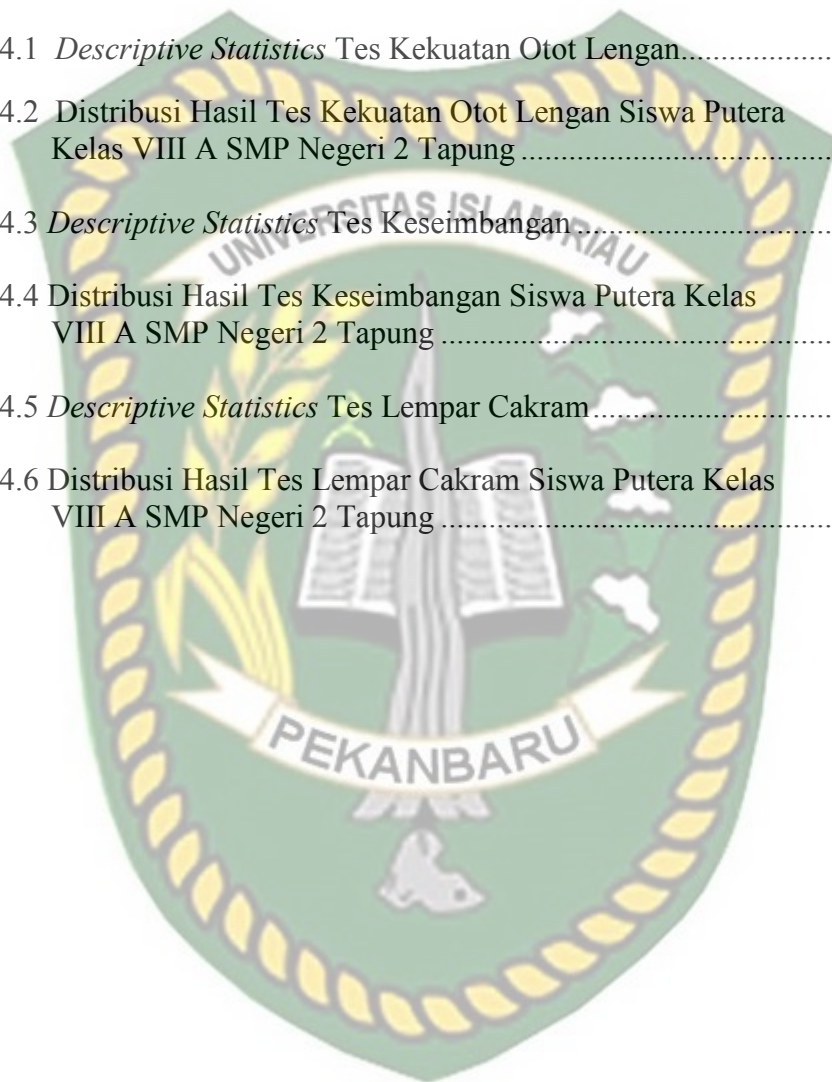 4.1 Descriptive Statistics Tes Kekuatan Otot Lengan...................
4.2 Distribusi Hasil Tes Kekuatan Otot Lengan Siswa Putera
Kelas VIII A SMP Negeri 2 Tapung.......................................
4.3 Descriptive Statistics Tes Keseimbangan................................
4.4 Distribusi Hasil Tes Keseimbangan Siswa Putera Kelas
VIII A SMP Negeri 2 Tapung.................................................
4.5 Descriptive Statistics Tes Lempar Cakram..............................
4.6 Distribusi Hasil Tes Lempar Cakram Siswa Putera Kelas
VIII A SMP Negeri 2 Tapung.................................................
UNIVERSITAS ISLAM RIAU
PEKANBARU